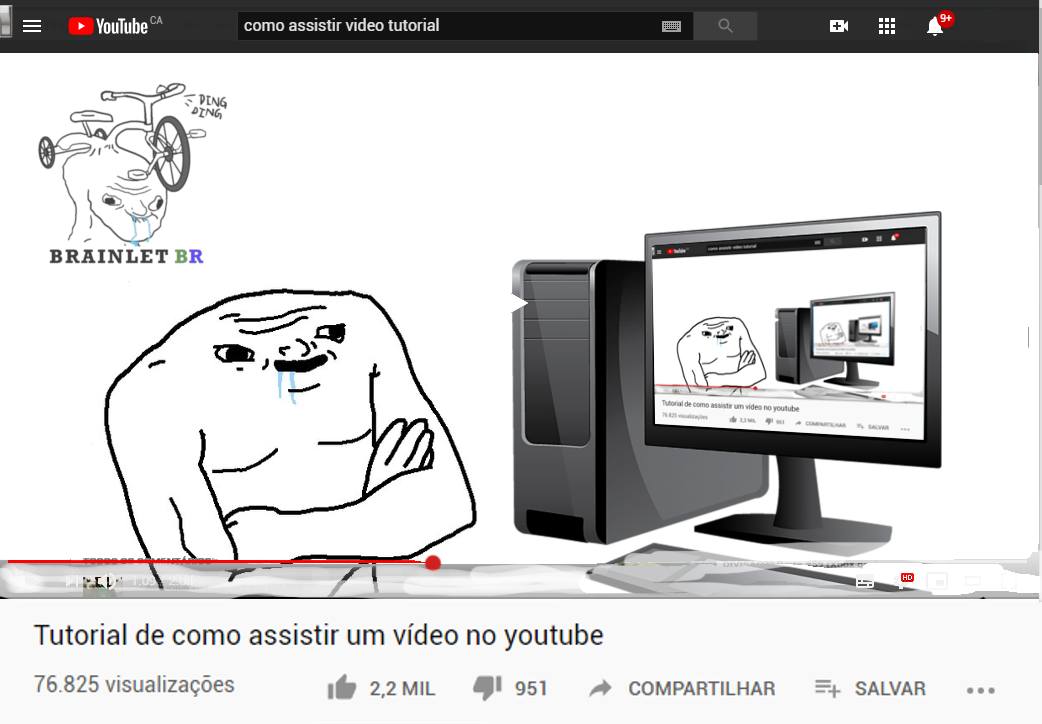 YouTube CA
como assistir video tutorial
9+
DING
DING
BRAINLET BR
YouTube
como assistir video tutorial
Tutorial de como assistir um vídeo no youtube
76.825 visualizações
2,2 MIL
951
COMPARTILHAR
SALVAR
HD
Tutorial de como assistir um vídeo no youtube
76.825 visualizações
2,2 MIL
951
COMPARTILHAR
SALVAR